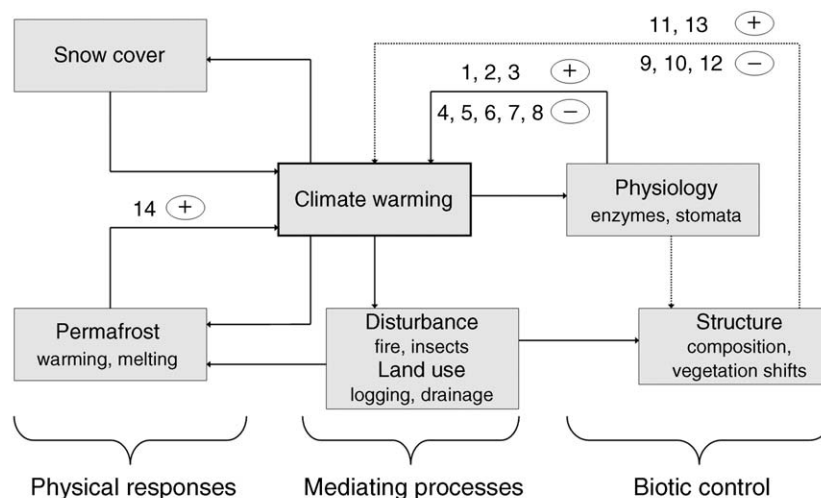 11, 13 +
Snow cover
9, 10, 12 −
1, 2, 3 +
4, 5, 6, 7, 8 −
Climate warming
Physiology
enzymes, stomata
14 +
Permafrost
warming, melting
Disturbance
fire, insects
Land use
logging, drainage
Structure
composition,
vegetation shifts
Physical responses
Mediating processes
Biotic control